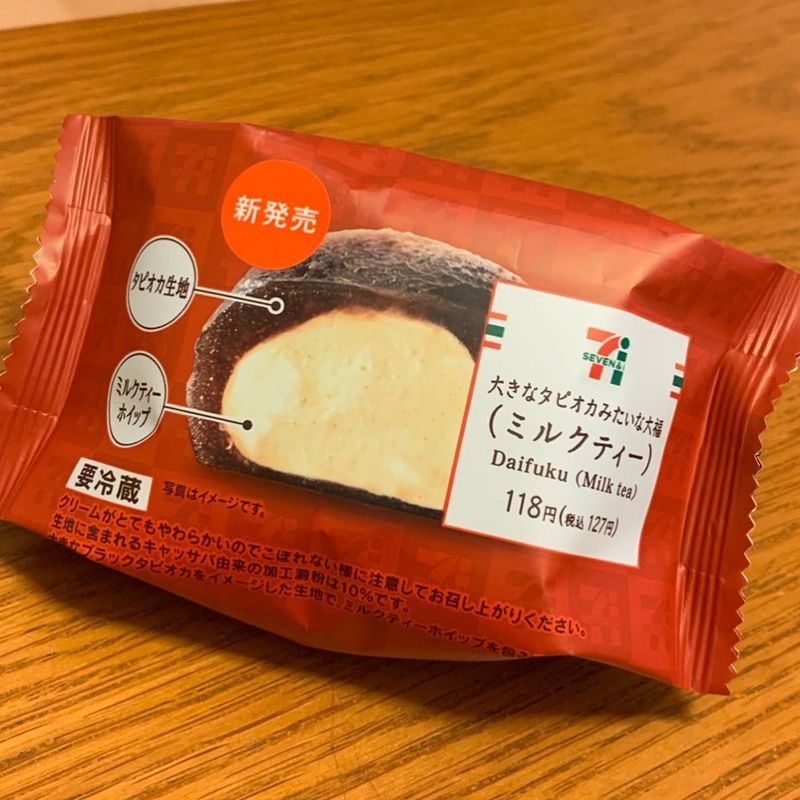 新発売
タピオカ生地
ミルクティー
ホイップ
要冷蔵
写真はイメージです。
SEVEN&i
大きなタピオカみたいな大福
(ミルクティー)
Daifuku (Milk tea)
118円(税込127円)
クリームがとてもやわらかいのでこぼれない様に注意してお召し上がりください。
生地に含まれるキャッサバ由来の加工澱粉は10%です。
大きなブラックタピオカをイメージした生地で、ミルクティーホイップを包み